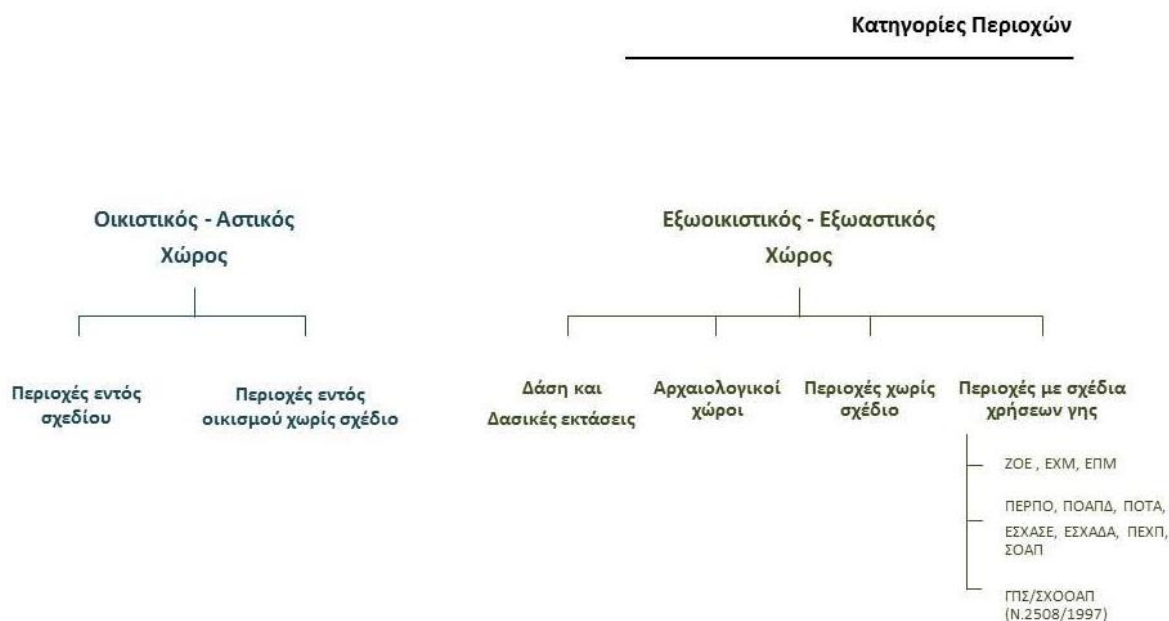 Κατηγορίες Περιοχών
Οικιστικός - Αστικός
Χώρος
Εξωοικιστικός - Εξωαστικός
Χώρος
Περιοχές εντός
σχεδίου
Περιοχές εντός
οικισμού χωρίς σχέδιο
Δάση και
Δασικές εκτάσεις
Αρχαιολογικοί
χώροι
Περιοχές χωρίς
σχέδιο
Περιοχές με σχέδια
χρήσεων γης
ΖΟΕ , ΕΧΜ, ΕΠΜ
ΠΕΡΠΟ, ΠΟΑΠΔ, ΠΟΤΑ,
ΕΣΧΑΣΕ, ΕΣΧΑΔΑ, ΠΕΧΠ,
ΣΟΑΠ
ΓΠΣ/ΣΧΟΟΑΠ
(Ν.2508/1997)